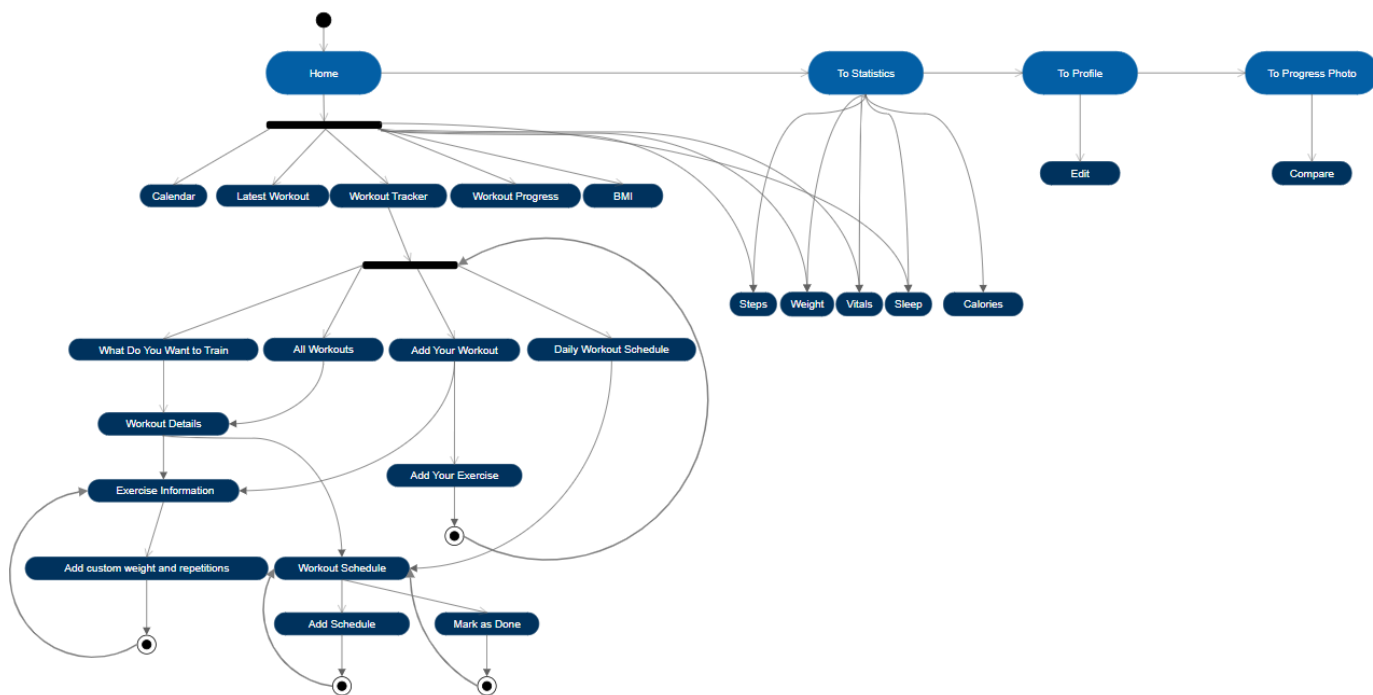 Home
To Statistics
To Profile
To Progress Photo
Edit
Compare
Calendar
Latest Workout
Workout Tracker
Workout Progress
BMI
Steps
Weight
Vitals
Sleep
Calories
What Do You Want to Train
All Workouts
Add Your Workout
Daily Workout Schedule
Workout Details
Add Your Exercise
Exercise Information
Add custom weight and repetitions
Workout Schedule
Add Schedule
Mark as Done